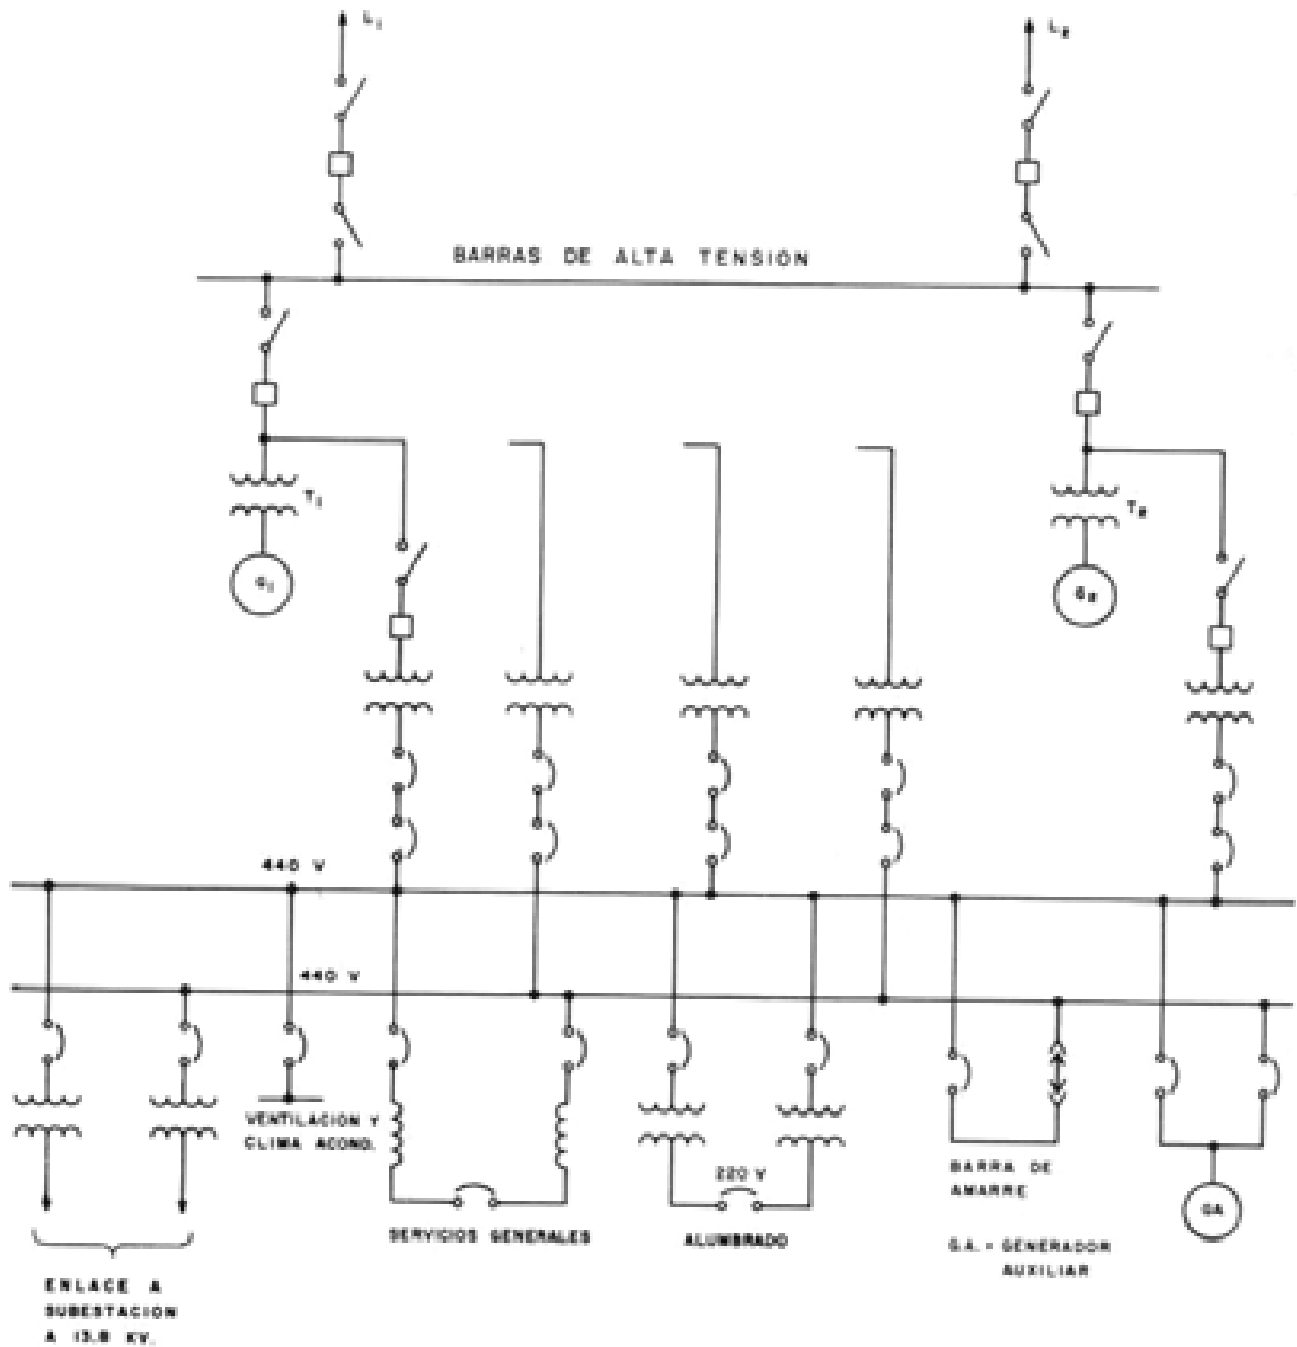 L1
L2
BARRAS DE ALTA TENSION
T1
T2
G1
G2
440 V
440 V
VENTILACION Y
CLIMA ACOND.
220 V
BARRA DE
AMARRE
GA
SERVICIOS GENERALES
ALUMBRADO
G.A. - GENERADOR
AUXILIAR
ENLACE A
SUBESTACION
A 13.8 KV.